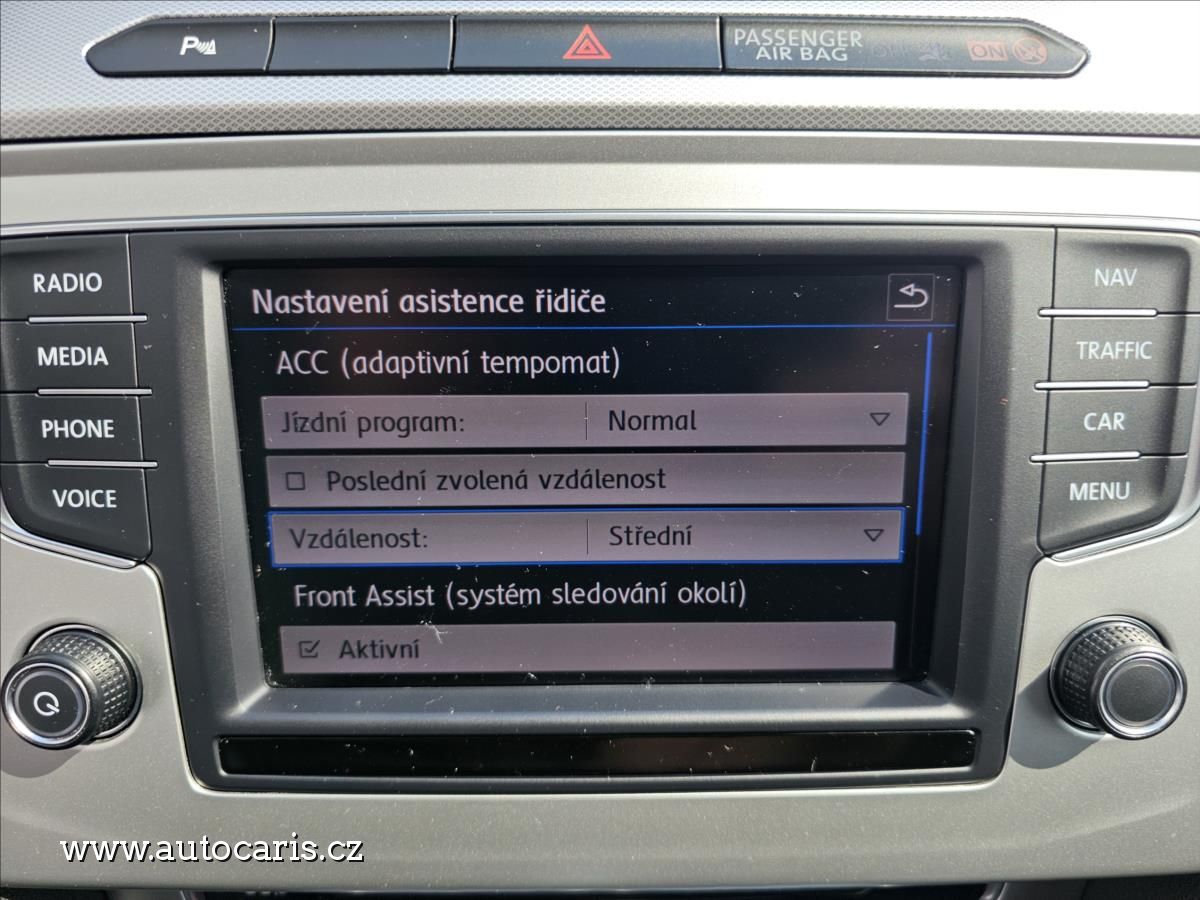 P
PASSENGER
AIR BAG
ON
RADIO
MEDIA
PHONE
VOICE
Nastavení asistence řidiče
ACC (adaptivní tempomat)
Jízdní program: Normal
Poslední zvolená vzdálenost
Vzdálenost: Střední
Front Assist (systém sledování okolí)
Aktivní
NAV
TRAFFIC
CAR
MENU
www.autocaris.cz